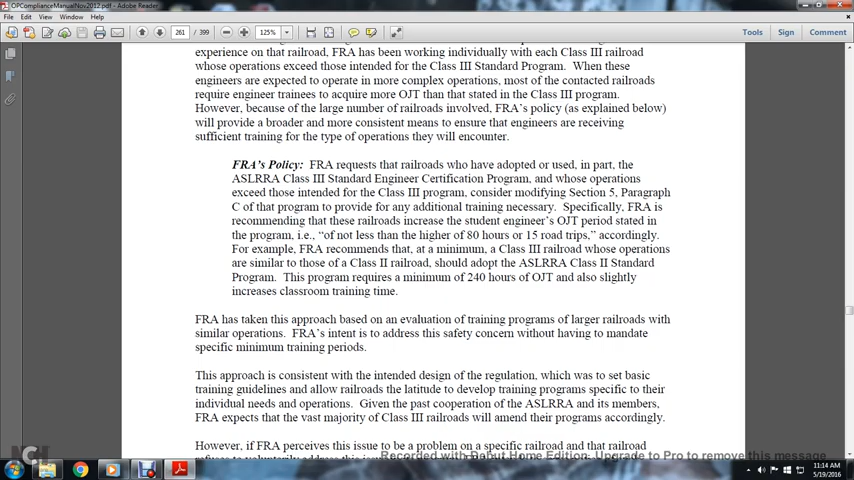 OPComplianceManualNov2012.pdf - Adobe Reader
File Edit View Window Help
261 / 399 125% Tools Sign Comment
experience on that railroad, FRA has been working individually with each Class III railroad
whose operations exceed those intended for the Class III Standard Program. When these
engineers are expected to operate in more complex operations, most of the contacted railroads
require engineer trainees to acquire more OJT than that stated in the Class III program.
However, because of the large number of railroads involved, FRA's policy (as explained below)
will provide a broader and more consistent means to ensure that engineers are receiving
sufficient training for the type of operations they will encounter.
FRA's Policy: FRA requests that railroads who have adopted or used, in part, the
ASLRRA Class III Standard Engineer Certification Program, and whose operations
exceed those intended for the Class III program, consider modifying Section 5, Paragraph
C of that program to provide for any additional training necessary. Specifically, FRA is
recommending that these railroads increase the student engineer's OJT period stated in
the program, i.e., "of not less than the higher of 80 hours or 15 road trips," accordingly.
For example, FRA recommends that, at a minimum, a Class III railroad whose operations
are similar to those of a Class II railroad, should adopt the ASLRRA Class II Standard
Program. This program requires a minimum of 240 hours of OJT and also slightly
increases classroom training time.
FRA has taken this approach based on an evaluation of training programs of larger railroads with
similar operations. FRA's intent is to address this safety concern without having to mandate
specific minimum training periods.
This approach is consistent with the intended design of the regulation, which was to set basic
training guidelines and allow railroads the latitude to develop training programs specific to their
individual needs and operations. Given the past cooperation of the ASLRRA and its members,
FRA expects that the vast majority of Class III railroads will amend their programs accordingly.
However, if FRA perceives this issue to be a problem on a specific railroad and that railroad
Recorded with Debut Home Edition. Upgrade to Pro to remove this message
NCH
11:14 AM
5/19/2016